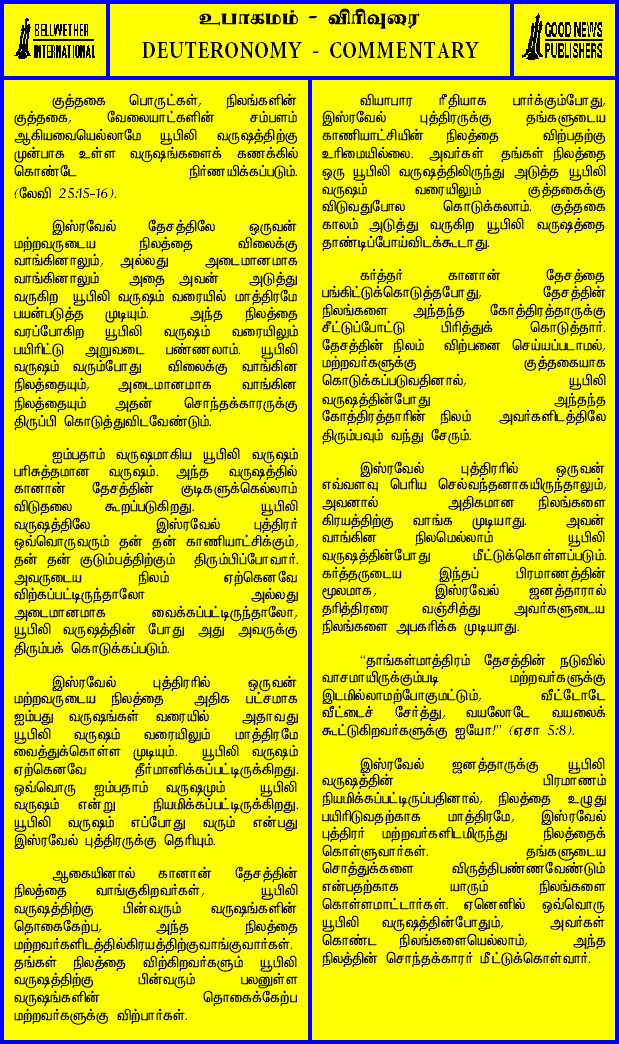 BELLWETHER
INTERNATIONAL
உபாகமம் - விரிவுரை
DEUTERONOMY - COMMENTARY
GOOD NEWS
PUBLISHERS
குத்தகை பொருட்கள், நிலங்களின்
குத்தகை, வேலையாட்களின் சம்பளம்
ஆகியவையெல்லாமே யூபிலி வருஷத்திற்கு
முன்பாக உள்ள வருஷங்களைக் கணக்கில்
கொண்டே நிர்ணயிக்கப்படும்.
(லேவி 25:15-16).
இஸ்ரவேல் தேசத்திலே ஒருவன்
மற்றவருடைய நிலத்தை விலைக்கு
வாங்கினாலும், அல்லது அடைமானமாக
வாங்கினாலும் அதை அவன் அடுத்து
வருகிற யூபிலி வருஷம் வரையில் மாத்திரமே
பயன்படுத்த முடியும். அந்த நிலத்தை
வரப்போகிற யூபிலி வருஷம் வரையிலும்
பயிரிட்டு அறுவடை பண்ணலாம். யூபிலி
வருஷம் வரும்போது விலைக்கு வாங்கின
நிலத்தையும், அடைமானமாக வாங்கின
நிலத்தையும் அதன் சொந்தக்காரருக்கு
திருப்பி கொடுத்துவிடவேண்டும்.
ஐம்பதாம் வருஷமாகிய யூபிலி வருஷம்
பரிசுத்தமான வருஷம். அந்த வருஷத்தில்
கானான் தேசத்தின் குடிகளுக்கெல்லாம்
விடுதலை கூறப்படுகிறது. யூபிலி
வருஷத்திலே இஸ்ரவேல் புத்திரர்
ஒவ்வொருவரும் தன் தன் காணியாட்சிக்கும்,
தன் தன் குடும்பத்திற்கும் திரும்பிப்போவார்.
அவருடைய நிலம் ஏற்கெனவே
விற்கப்பட்டிருந்தாலோ அல்லது
அடைமானமாக வைக்கப்பட்டிருந்தாலோ,
யூபிலி வருஷத்தின் போது அது அவருக்கு
திரும்பக் கொடுக்கப்படும்.
இஸ்ரவேல் புத்திரரில் ஒருவன்
மற்றவருடைய நிலத்தை அதிக பட்சமாக
ஐம்பது வருஷங்கள் வரையில் அதாவது
யூபிலி வருஷம் வரையிலும் மாத்திரமே
வைத்துக்கொள்ள முடியும். யூபிலி வருஷம்
ஏற்கெனவே தீர்மானிக்கப்பட்டிருக்கிறது.
ஒவ்வொரு ஐம்பதாம் வருஷமும் யூபிலி
வருஷம் என்று நியமிக்கப்பட்டிருக்கிறது.
யூபிலி வருஷம் எப்போது வரும் என்பது
இஸ்ரவேல் புத்திரருக்கு தெரியும்.
ஆகையினால் கானான் தேசத்தின்
நிலத்தை வாங்குகிறவர்கள், யூபிலி
வருஷத்திற்கு பின்வரும் வருஷங்களின்
தொகைகேற்ப, அந்த நிலத்தை
மற்றவர்களிடத்தில்கிரயத்திற்குவாங்குவார்கள்.
தங்கள் நிலத்தை விற்கிறவர்களும் யூபிலி
வருஷத்திற்கு பின்வரும் பலனுள்ள
வருஷங்களின் தொகைக்கேற்ப
மற்றவர்களுக்கு விற்பார்கள்.
வியாபார ரீதியாக பார்க்கும்போது,
இஸ்ரவேல் புத்திரருக்கு தங்களுடைய
காணியாட்சியின் நிலத்தை விற்பதற்கு
உரிமையில்லை. அவர்கள் தங்கள் நிலத்தை
ஒரு யூபிலி வருஷத்திலிருந்து அடுத்த யூபிலி
வருஷம் வரையிலும் குத்தகைக்கு
விடுவதுபோல கொடுக்கலாம். குத்தகை
காலம் அடுத்து வருகிற யூபிலி வருஷத்தை
தாண்டிப்போய்விடக்கூடாது.
கர்த்தர் கானான் தேசத்தை
பங்கிட்டுக்கொடுத்தபோது, தேசத்தின்
நிலங்களை அந்தந்த கோத்திரத்தாருக்கு
சீட்டுப்போட்டு பிரித்துக் கொடுத்தார்.
தேசத்தின் நிலம் விற்பனை செய்யப்படாமல்,
மற்றவர்களுக்கு குத்தகையாக
கொடுக்கப்படுவதினால், யூபிலி
வருஷத்தின்போது அந்தந்த
கோத்திரத்தாரின் நிலம் அவர்களிடத்திலே
திரும்பவும் வந்து சேரும்.
இஸ்ரவேல் புத்திரரில் ஒருவன்
எவ்வளவு பெரிய செல்வந்தனாகயிருந்தாலும்,
அவனால் அதிகமான நிலங்களை
கிரயத்திற்கு வாங்க முடியாது. அவன்
வாங்கின நிலமெல்லாம் யூபிலி
வருஷத்தின்போது மீட்டுக்கொள்ளப்படும்.
கர்த்தருடைய இந்தப் பிரமாணத்தின்
மூலமாக, இஸ்ரவேல் ஜனத்தாரால்
தரித்திரரை வஞ்சித்து அவர்களுடைய
நிலங்களை அபகரிக்க முடியாது.
“தாங்கள்மாத்திரம் தேசத்தின் நடுவில்
வாசமாயிருக்கும்படி மற்றவர்களுக்கு
இடமில்லாமற்போகுமட்டும், வீட்டோடே
வீட்டைச் சேர்த்து, வயலோடே வயலைக்
கூட்டுகிறவர்களுக்கு ஐயோ!” (ஏசா 5:8).
இஸ்ரவேல் ஜனத்தாருக்கு யூபிலி
வருஷத்தின் பிரமாணம்
நியமிக்கப்பட்டிருப்பதினால், நிலத்தை உழுது
பயிரிடுவதற்காக மாத்திரமே, இஸ்ரவேல்
புத்திரர் மற்றவர்களிடமிருந்து நிலத்தைக்
கொள்ளுவார்கள். தங்களுடைய
சொத்துக்களை விருத்திபண்ணவேண்டும்
என்பதற்காக யாரும் நிலங்களை
கொள்ளமாட்டார்கள். ஏனெனில் ஒவ்வொரு
யூபிலி வருஷத்தின்போதும், அவர்கள்
கொண்ட நிலங்களையெல்லாம், அந்த
நிலத்தின் சொந்தக்காரர் மீட்டுக்கொள்வார்.